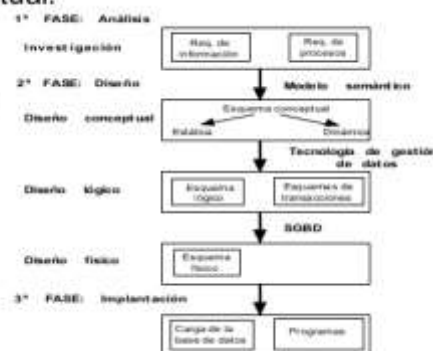 1ª FASE: Análisis
Investigación
Req. de información
Req. de procesos
2ª FASE: Diseño
Modelo semántico
Diseño conceptual
Esquema conceptual
Estática
Dinámica
Tecnología de gestión
de datos
Diseño lógico
Esquema lógico
Esquemas de transacciones
SGBD
Diseño físico
Esquema físico
3ª FASE: Implantación
Carga de la base de datos
Programas